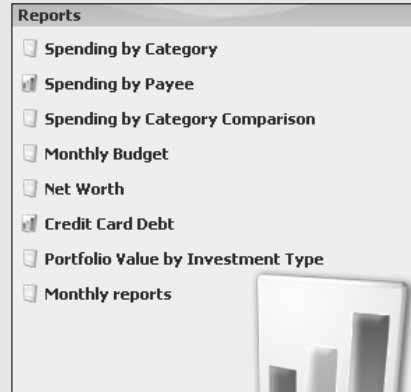 Reports
Spending by Category
Spending by Payee
Spending by Category Comparison
Monthly Budget
Net Worth
Credit Card Debt
Portfolio Value by Investment Type
Monthly reports